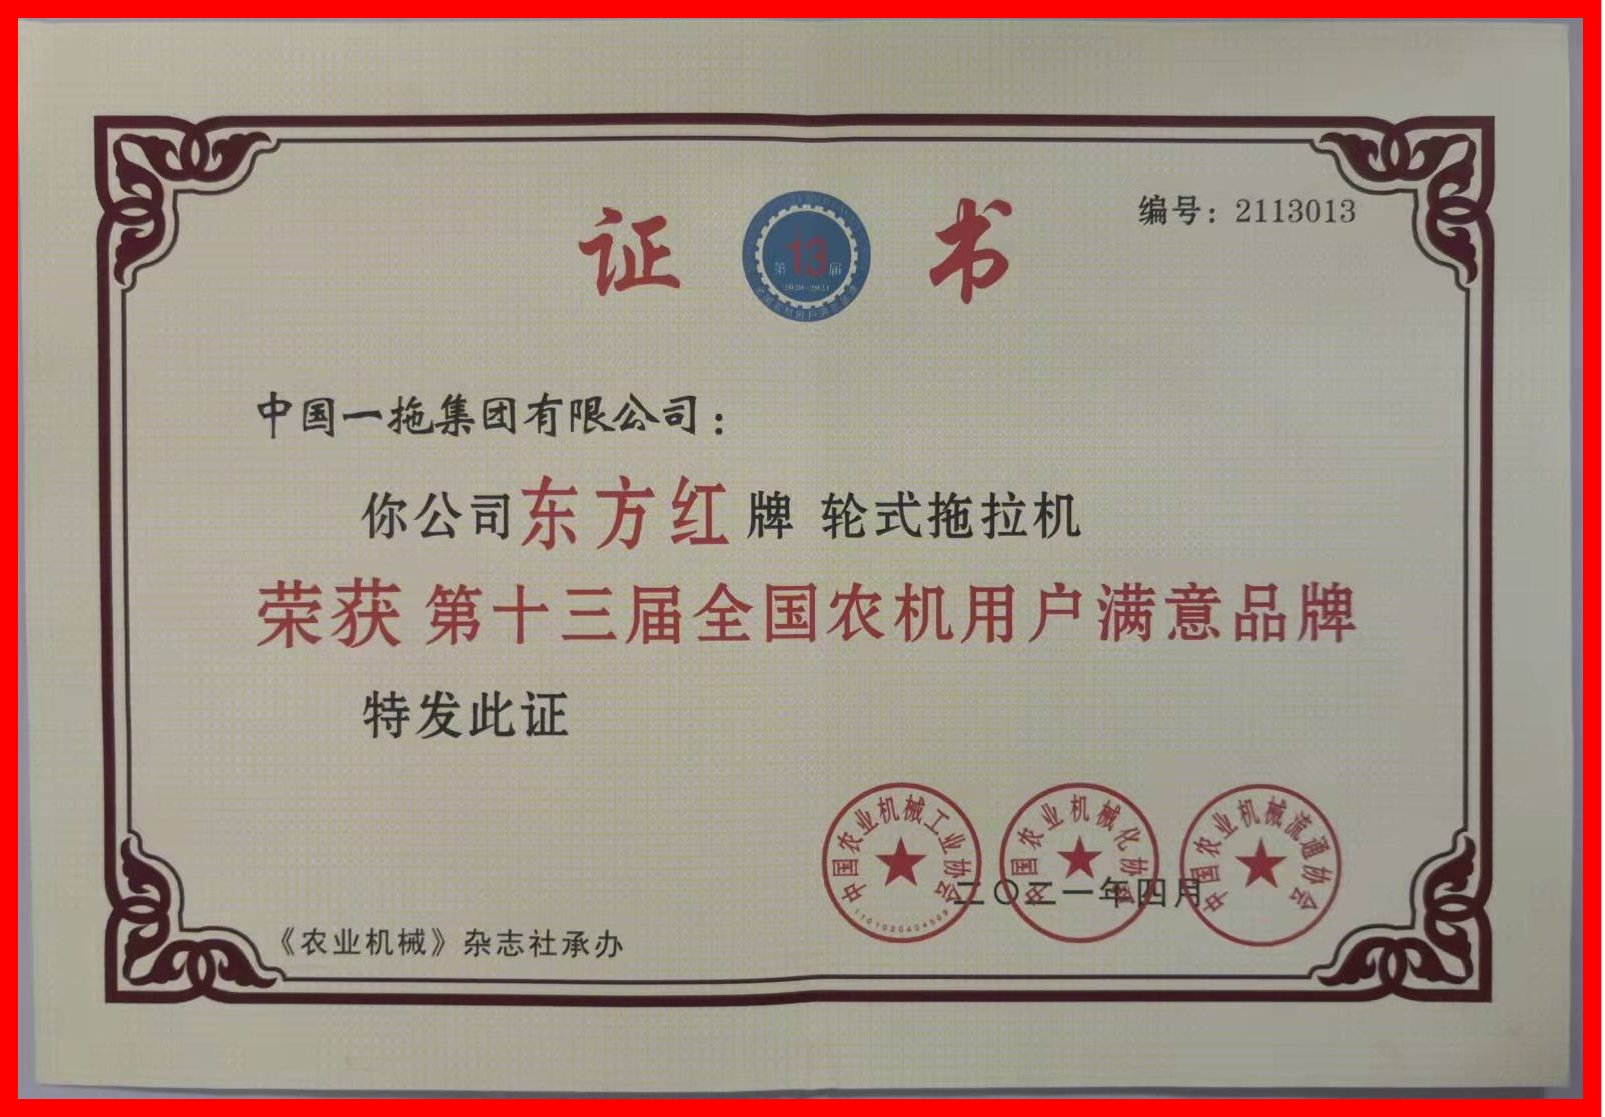 编号：2113013
证 书
第13届
2020-2021
中国一拖集团有限公司：
你公司东方红牌 轮式拖拉机
荣获 第十三届全国农机用户满意品牌
特发此证
中国农业机械工业协会
中国农业机械化协会
中国农业机械流通协会
二〇二一年四月
《农业机械》杂志社承办